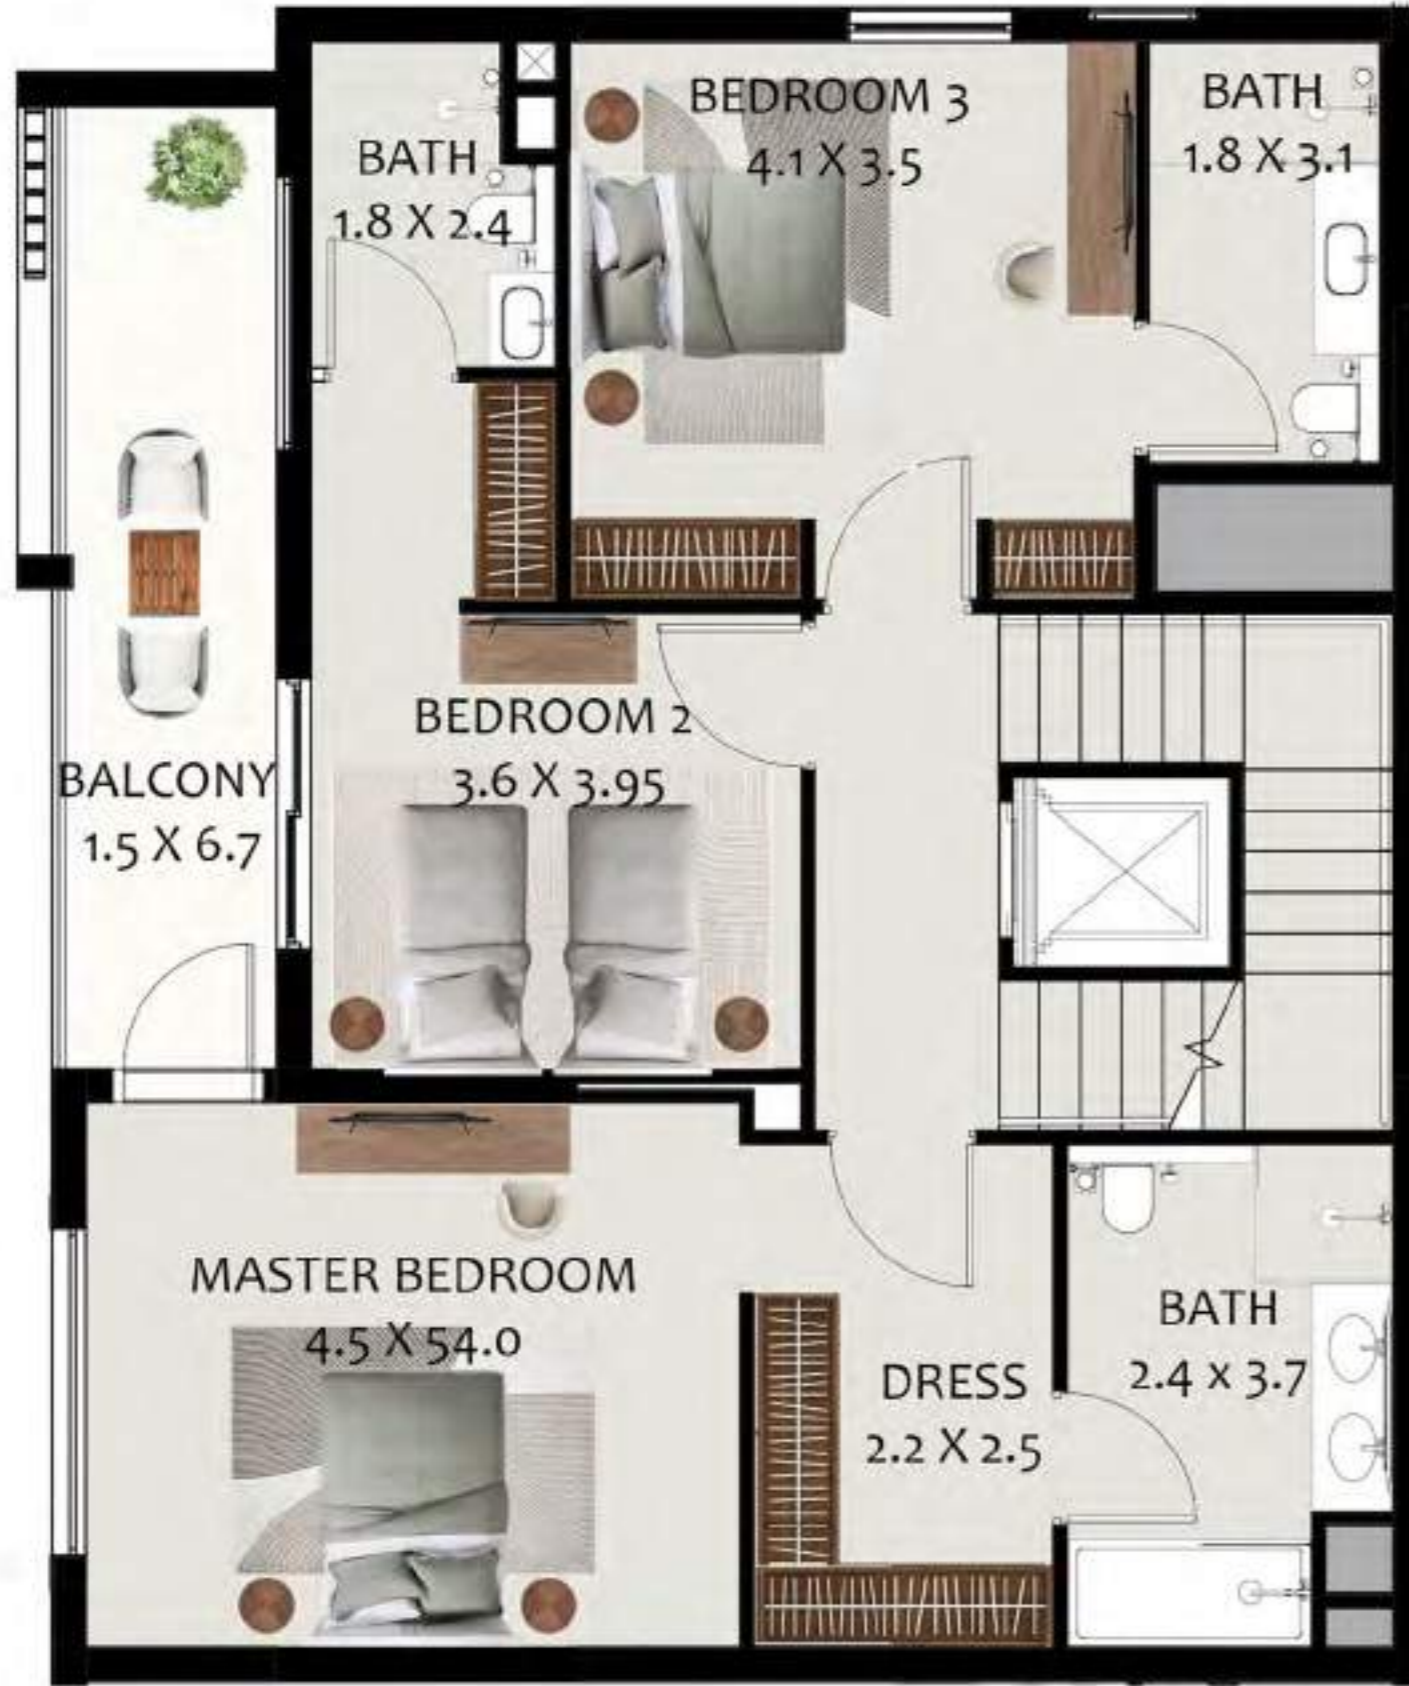 BEDROOM 3
4.1 X 3.5
BATH
1.8 X 3.1
BATH
1.8 X 2.4
BEDROOM 2
3.6 X 3.95
BALCONY
1.5 X 6.7
MASTER BEDROOM
4.5 X 54.0
DRESS
2.2 X 2.5
BATH
2.4 x 3.7